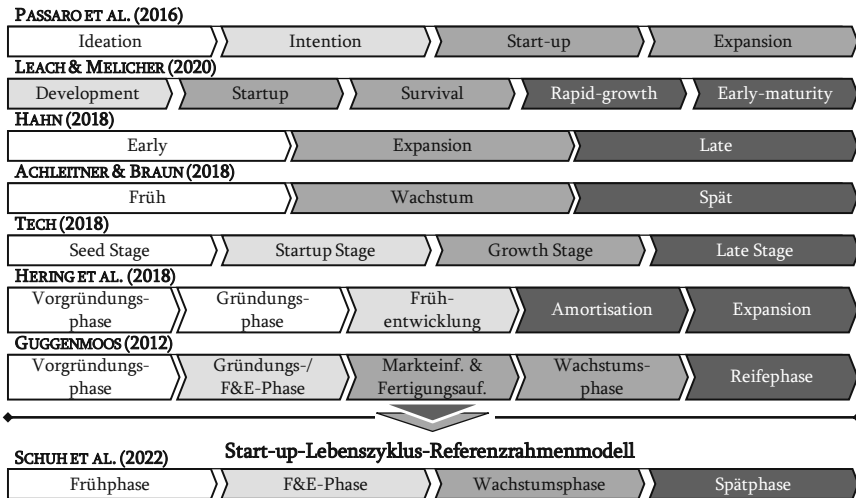 PASSARO ET AL. (2016)
Ideation Intention Start-up Expansion
LEACH & MELICHER (2020)
Development Startup Survival Rapid-growth Early-maturity
HAHN (2018)
Early Expansion Late
ACHLEITNER & BRAUN (2018)
Früh Wachstum Spät
TECH (2018)
Seed Stage Startup Stage Growth Stage Late Stage
HERING ET AL. (2018)
Vorgründungs-
phase
Gründungs-
phase
Früh-
entwicklung
Amortisation
Expansion
GUGGENMOOS (2012)
Vorgründungs-
phase
Gründungs-/
F&E-Phase
Markteinf. &
Fertigungsauf.
Wachstums-
phase
Reifephase
Start-up-Lebenszyklus-Referenzrahmenmodell
SCHUH ET AL. (2022)
Frühphase F&E-Phase Wachstumsphase Spätphase